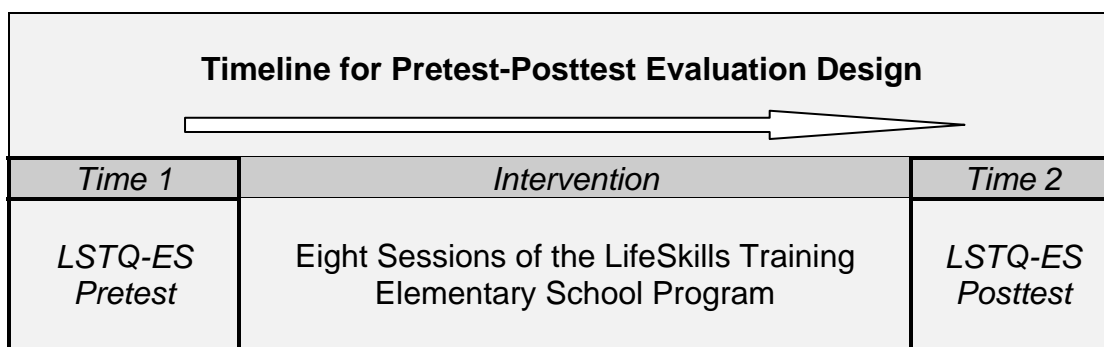 Timeline for Pretest-Posttest Evaluation Design
Time 1
Intervention
Time 2
LSTQ-ES
Pretest
Eight Sessions of the LifeSkills Training
Elementary School Program
LSTQ-ES
Posttest